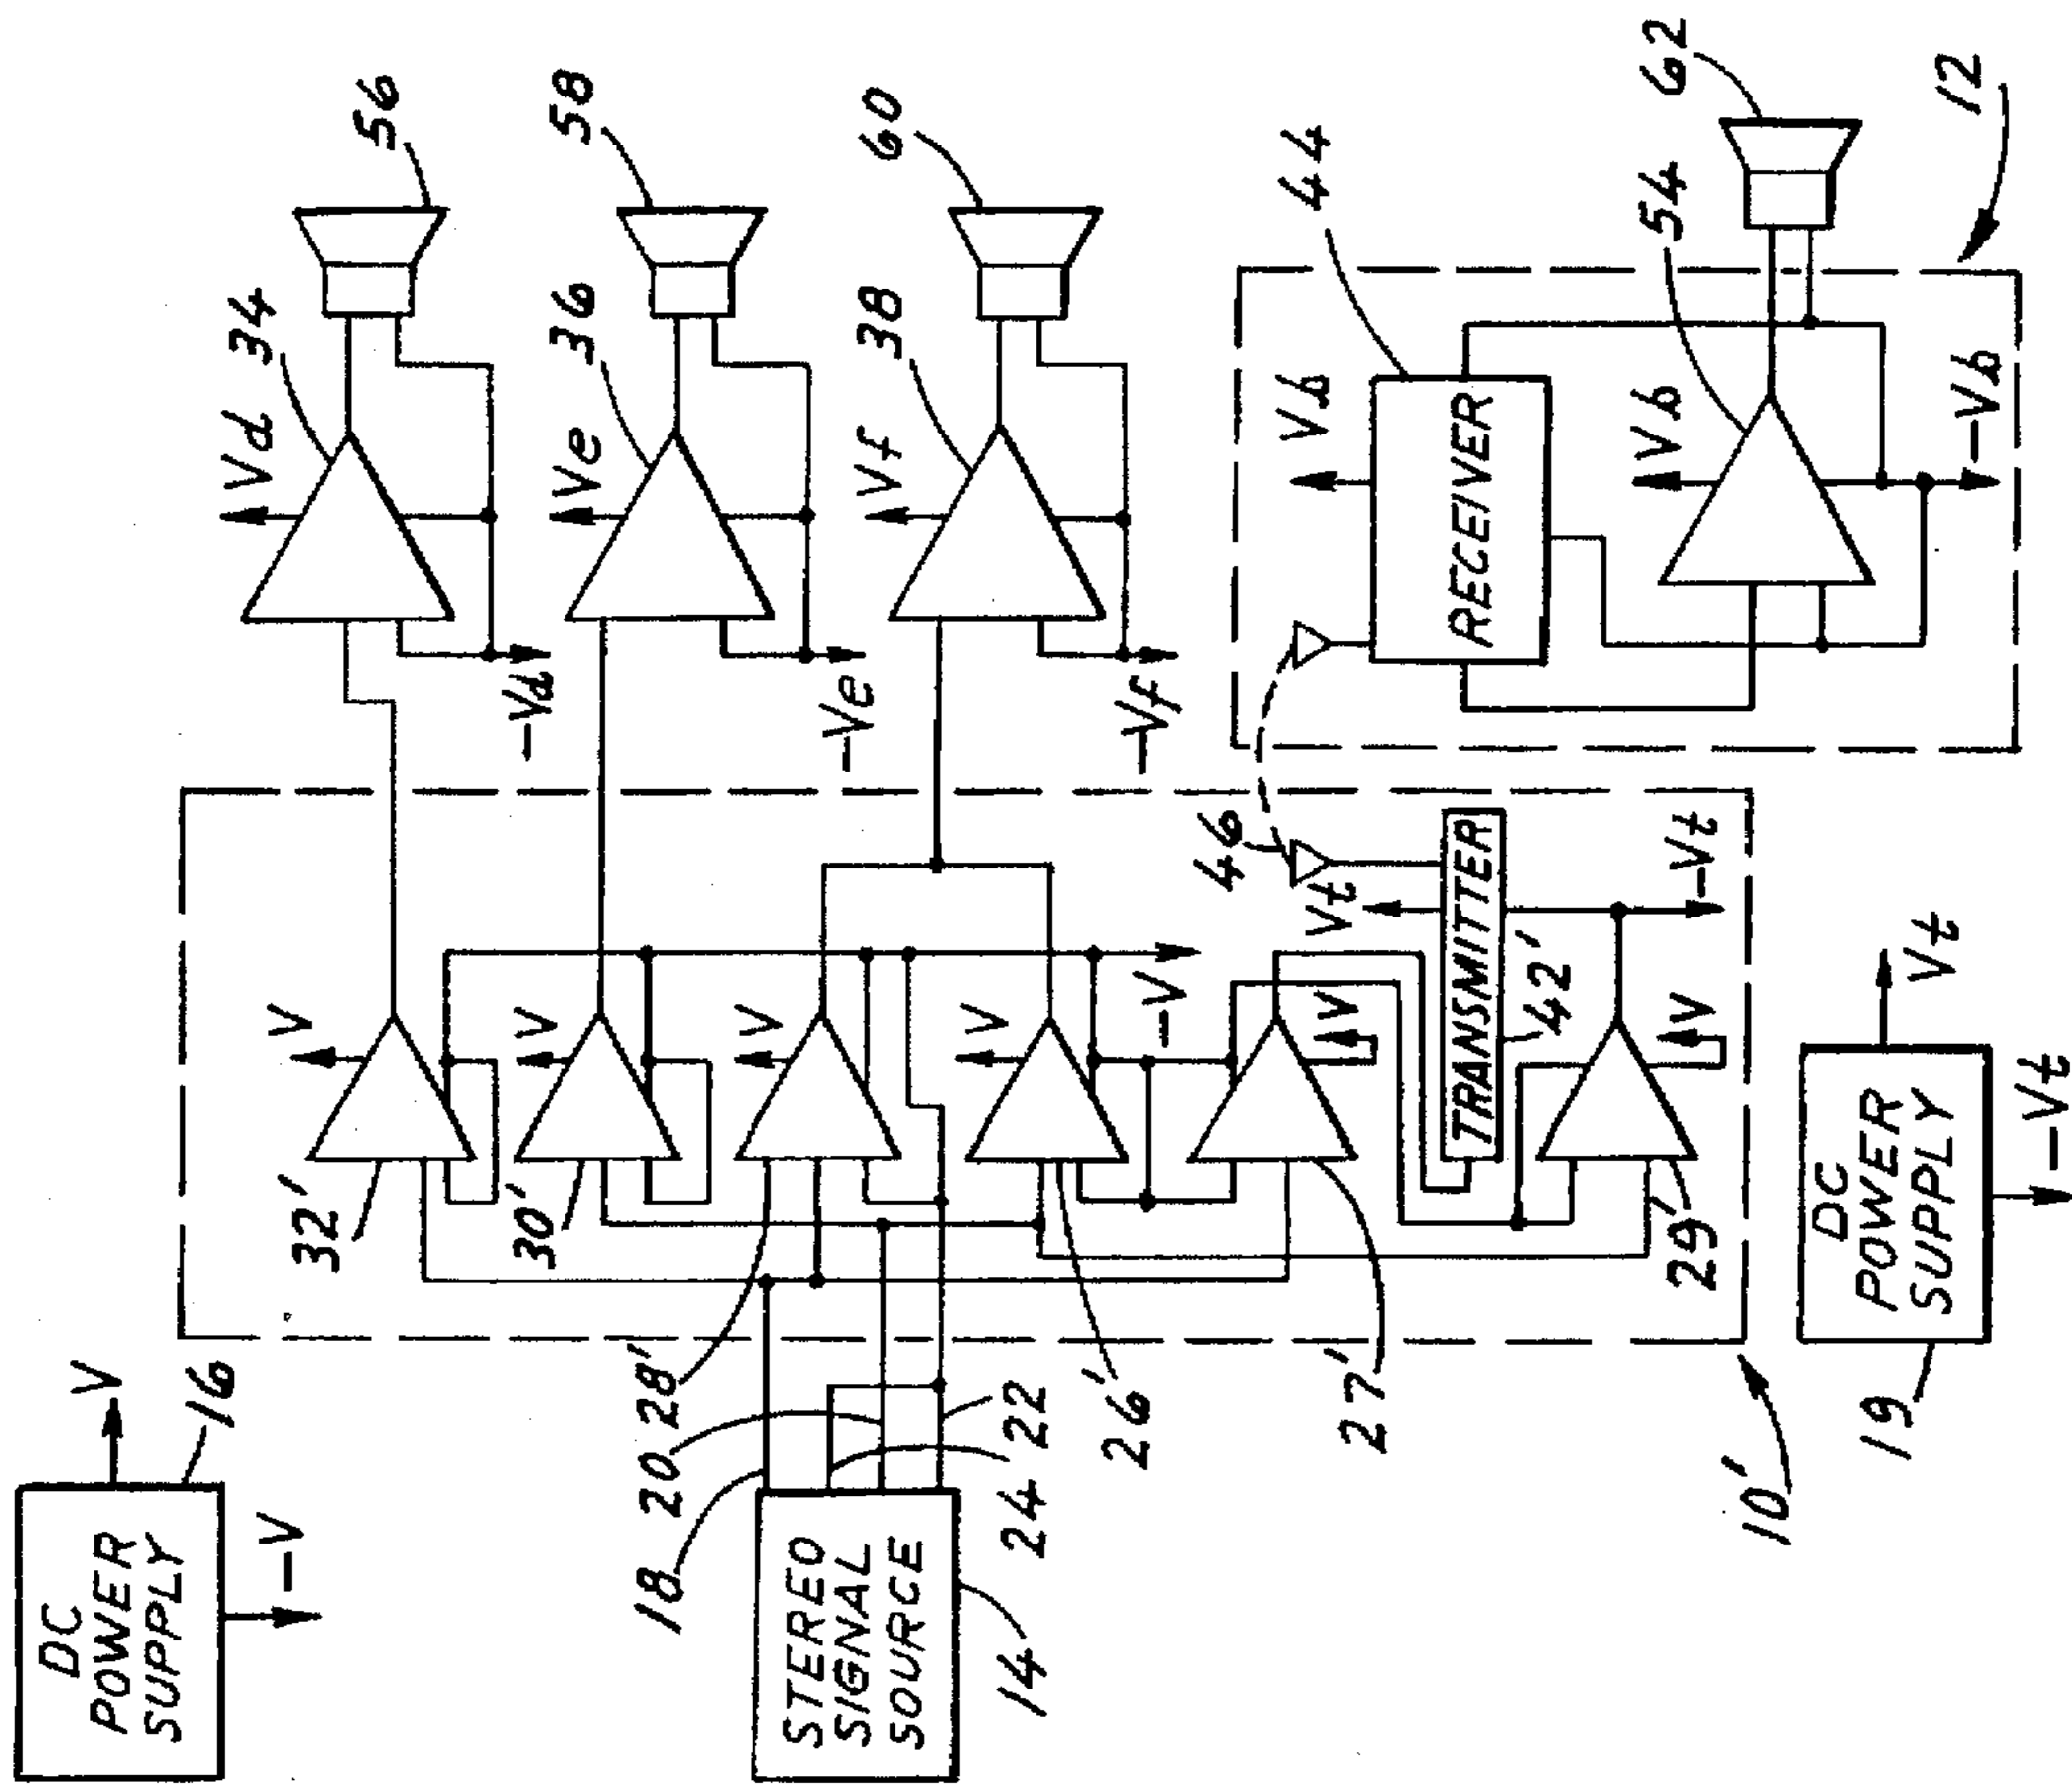 DC
POWER
SUPPLY
V
16
-V
STEREO
SIGNAL
SOURCE
14
18
20
28'
24
22
26'
27'
10'
32'
30'
V
V
V
V
-V
V
V
29'
TRANSMITTER
42'
46
Vt
-Vt
DC
POWER
SUPPLY
19
Vt
-Vt
34
Vd
-Vd
56
36
Ve
-Ve
58
38
Vf
-Vf
60
RECEIVER
44
Vb
Vb
54
-Vb
62
12